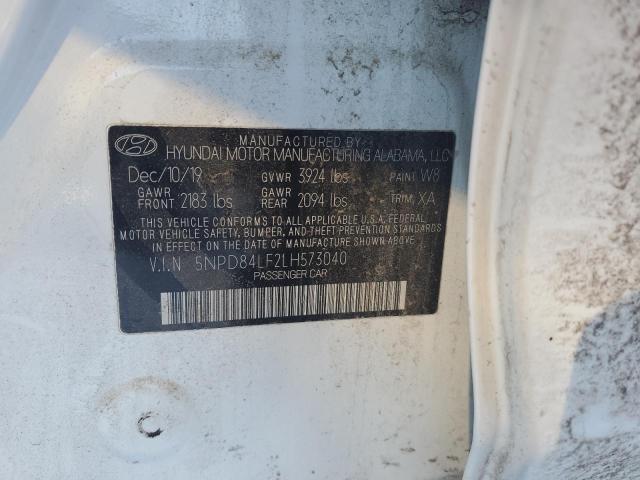 MANUFACTURED BY
HYUNDAI MOTOR MANUFACTURING ALABAMA, LLC
Dec/10/19 GVWR 3924 lbs PAINT W8
GAWR FRONT 2183 lbs GAWR REAR 2094 lbs TRIM XA
THIS VEHICLE CONFORMS TO ALL APPLICABLE U.S.A. FEDERAL
MOTOR VEHICLE SAFETY, BUMPER, AND THEFT PREVENTION STANDARDS
IN EFFECT ON THE DATE OF MANUFACTURE SHOWN ABOVE.
V.I.N 5NPD84LF2LH573040
PASSENGER CAR